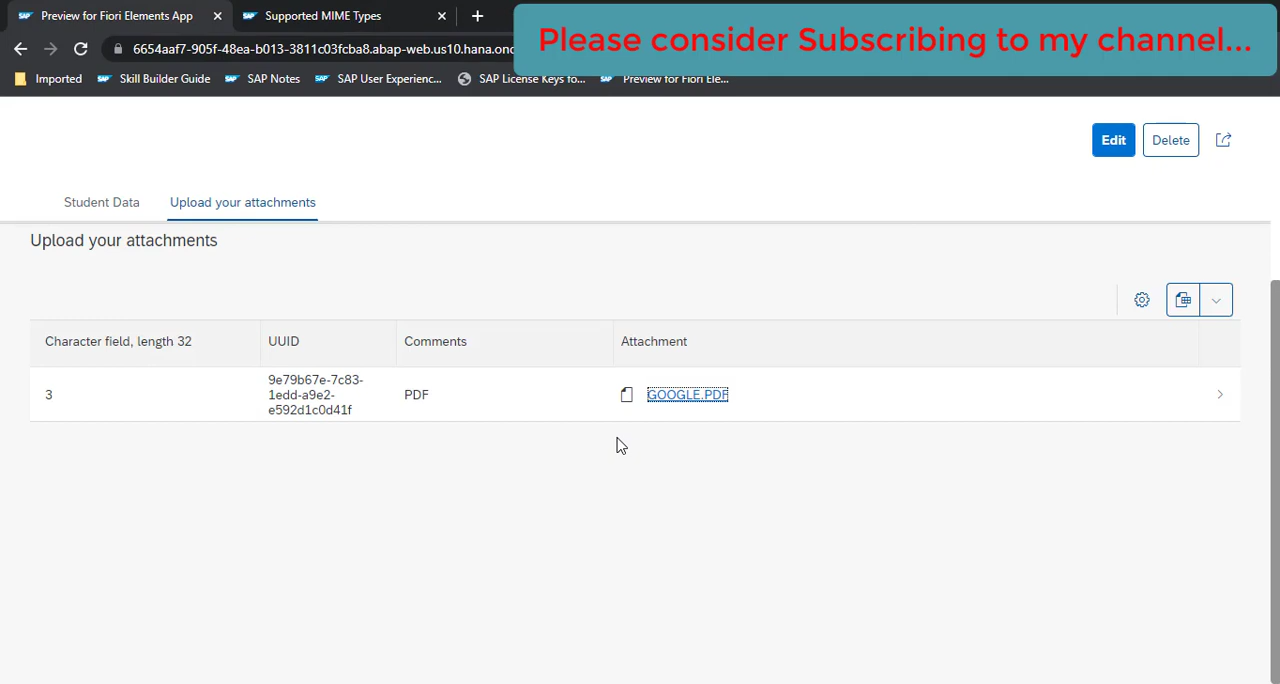 Preview for Fiori Elements App
Supported MIME Types
Please consider Subscribing to my channel...
6654aaf7-905f-48ea-b013-3811c03fcba8.abap-web.us10.hana.onc
Imported
Skill Builder Guide
SAP Notes
SAP User Experienc...
SAP License Keys fo...
Preview for Fiori Ele...
Edit
Delete
Student Data
Upload your attachments
Upload your attachments
Character field, length 32
UUID
Comments
Attachment
3
9e79b67e-7c83-
1edd-a9e2-
e592d1c0d41f
PDF
GOOGLE.PDF